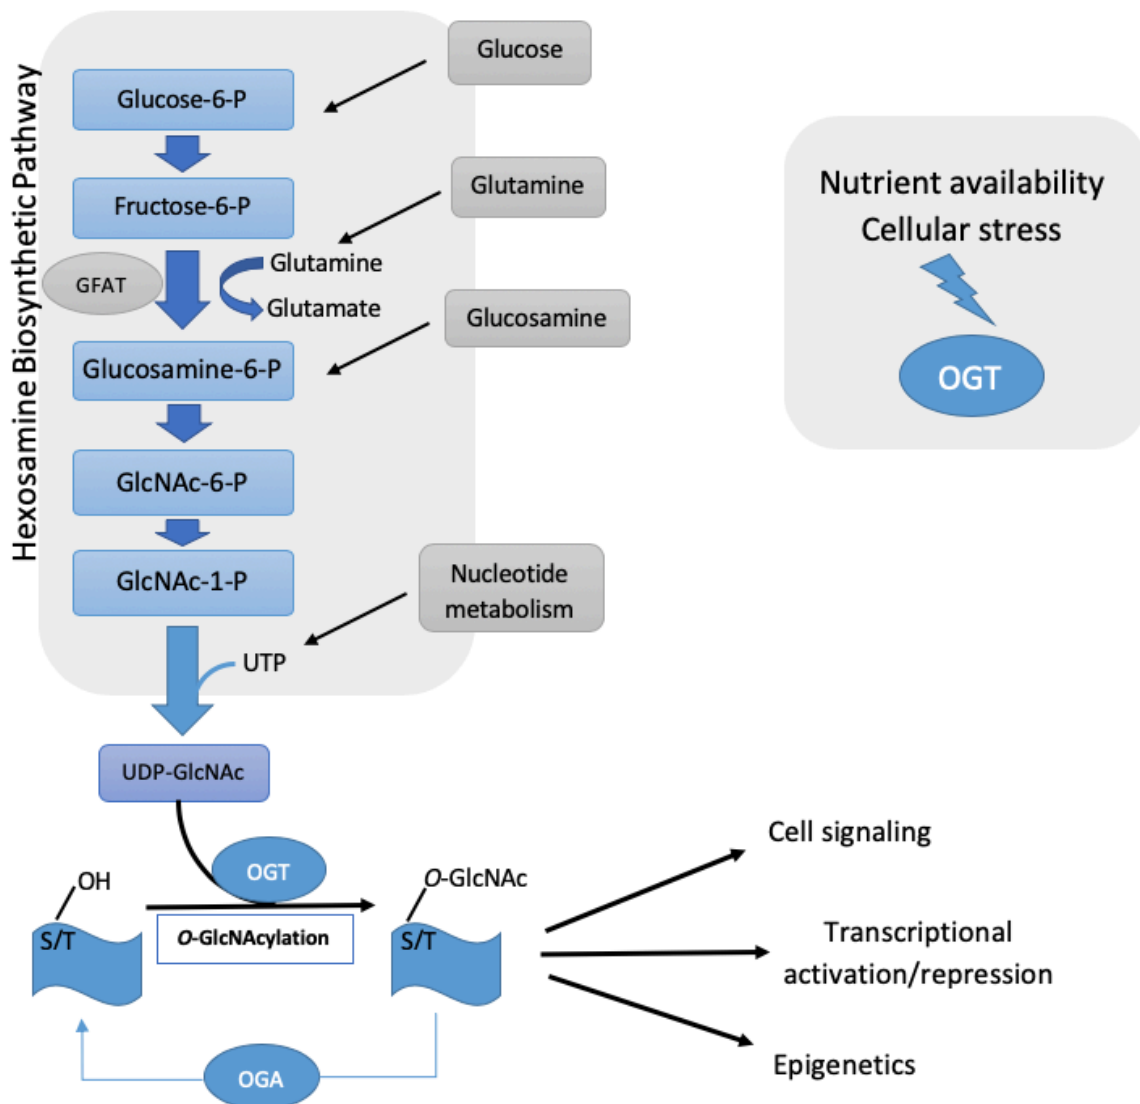 Hexosamine Biosynthetic Pathway
Glucose-6-P
Glucose
Fructose-6-P
Glutamine
GFAT
Glutamine
Glutamate
Glucosamine
Glucosamine-6-P
GlcNAc-6-P
GlcNAc-1-P
Nucleotide
metabolism
UTP
Nutrient availability
Cellular stress
OGT
UDP-GlcNAc
OGT
OH
S/T
O-GlcNAcylation
O-GlcNAc
S/T
OGA
Cell signaling
Transcriptional
activation/repression
Epigenetics